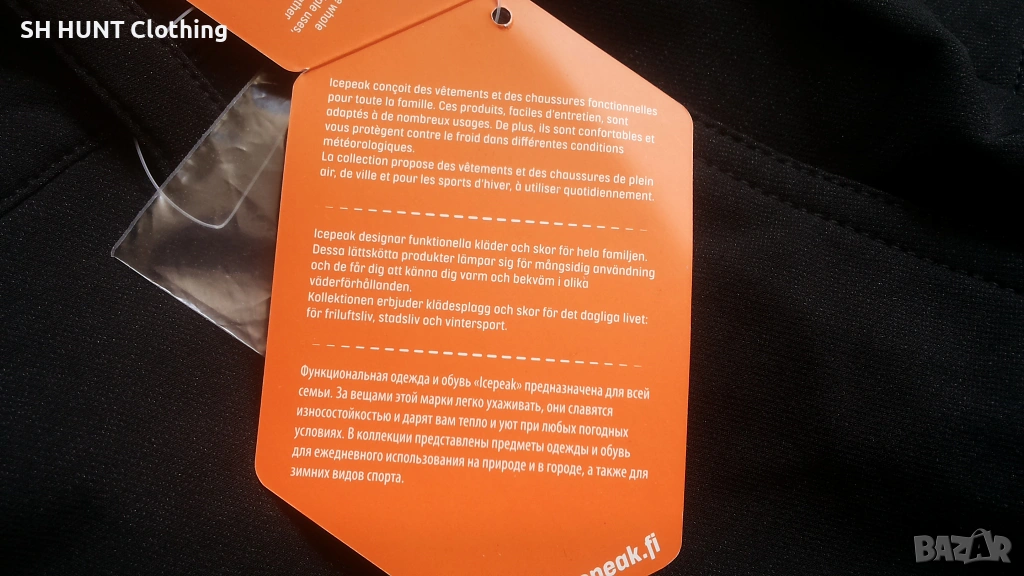 SH HUNT Clothing
whole
ole uses,
ther
Icepeak conçoit des vêtements et des chaussures fonctionnelles
pour toute la famille. Ces produits, faciles d'entretien, sont
adaptés à de nombreux usages. De plus, ils sont confortables et
vous protègent contre le froid dans différentes conditions
météorologiques.
La collection propose des vêtements et des chaussures de plein
air, de ville et pour les sports d'hiver, à utiliser quotidiennement.
Icepeak designar funktionella kläder och skor för hela familjen.
Dessa lättskötta produkter lämpar sig för mångsidig användning
och de får dig att känna dig varm och bekväm i olika
väderförhållanden.
Kollektionen erbjuder klädesplagg och skor för det dagliga livet:
för friluftsliv, stadsliv och vintersport.
Функциональная одежда и обувь «Icepeak» предназначена для всей
семьи. За вещами этой марки легко ухаживать, они славятся
износостойкостью и дарят вам тепло и уют при любых погодных
условиях. В коллекции представлены предметы одежды и обувь
для ежедневного использования на природе и в городе, а также для
зимних видов спорта.
epeak.fi
BAZAR